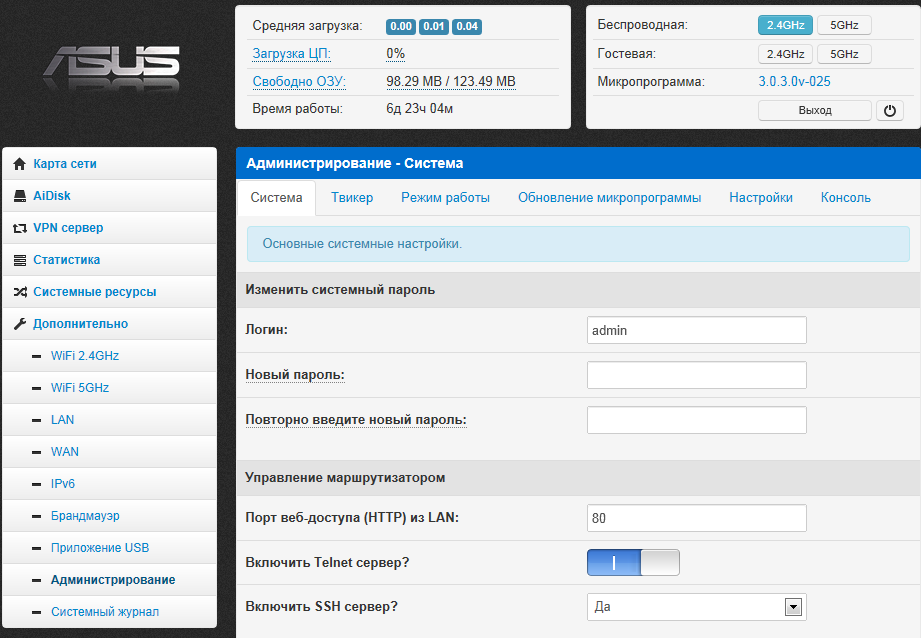 ASUS
Средняя загрузка: 0.00 0.01 0.04
Загрузка ЦП: 0%
Свободно ОЗУ: 98.29 MB / 123.49 MB
Время работы: 6д 23ч 04м
Беспроводная: 2.4GHz 5GHz
Гостевая: 2.4GHz 5GHz
Микропрограмма: 3.0.3.0v-025
Выход
Карта сети
AiDisk
VPN сервер
Статистика
Системные ресурсы
Дополнительно
WiFi 2.4GHz
WiFi 5GHz
LAN
WAN
IPv6
Брандмауэр
Приложение USB
Администрирование
Системный журнал
Администрирование - Система
Система Твикер Режим работы Обновление микропрограммы Настройки Консоль
Основные системные настройки.
Изменить системный пароль
Логин: admin
Новый пароль:
Повторно введите новый пароль:
Управление маршрутизатором
Порт веб-доступа (HTTP) из LAN: 80
Включить Telnet сервер?
Включить SSH сервер? Да